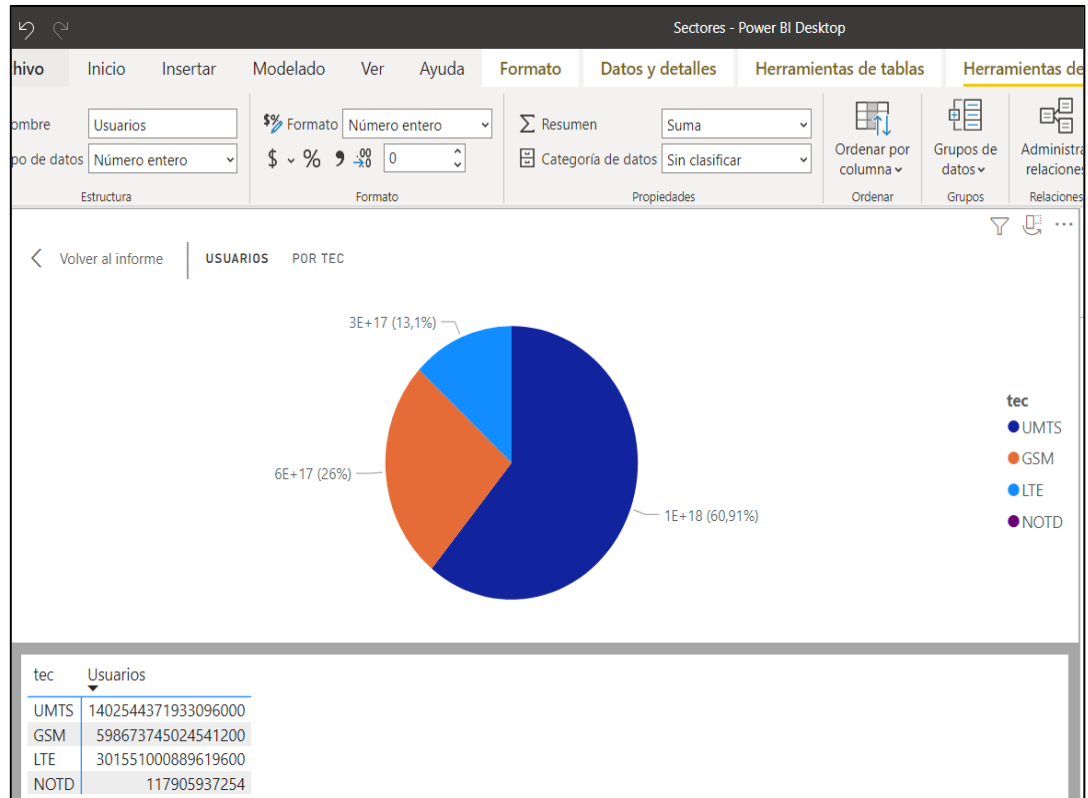 Sectores - Power BI Desktop
hivo Inicio Insertar Modelado Ver Ayuda Formato Datos y detalles Herramientas de tablas Herramientas de
ombre Usuarios
po de datos Número entero
Estructura
$% Formato Número entero
$ % 9 .00 →0 0
Formato
Σ Resumen Suma
Categoría de datos Sin clasificar
Propiedades
Ordenar por
columna
Ordenar
Grupos de
datos
Grupos
Administra
relaciones
Relaciones
Volver al informe USUARIOS POR TEC
3E+17 (13,1%)
6E+17 (26%)
1E+18 (60,91%)
tec
UMTS
GSM
LTE
NOTD
tec Usuarios
UMTS 1402544371933096000
GSM 598673745024541200
LTE 301551000889619600
NOTD 117905937254